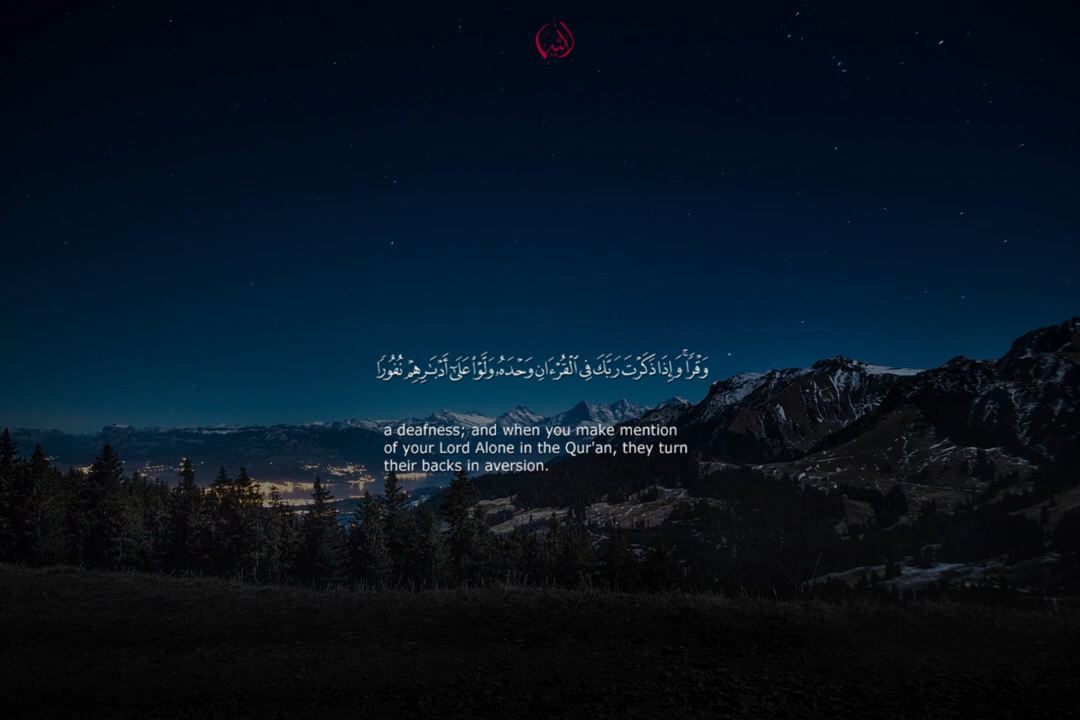 وَقْرًا ۚ وَإِذَا ذَكَرْتَ رَبَّكَ فِى ٱلْقُرْءَانِ وَحْدَهُۥ وَلَّوْا۟ عَلَىٰٓ أَدْبَـٰرِهِمْ نُفُورًا
a deafness; and when you make mention
of your Lord Alone in the Qur'an, they turn
their backs in aversion.